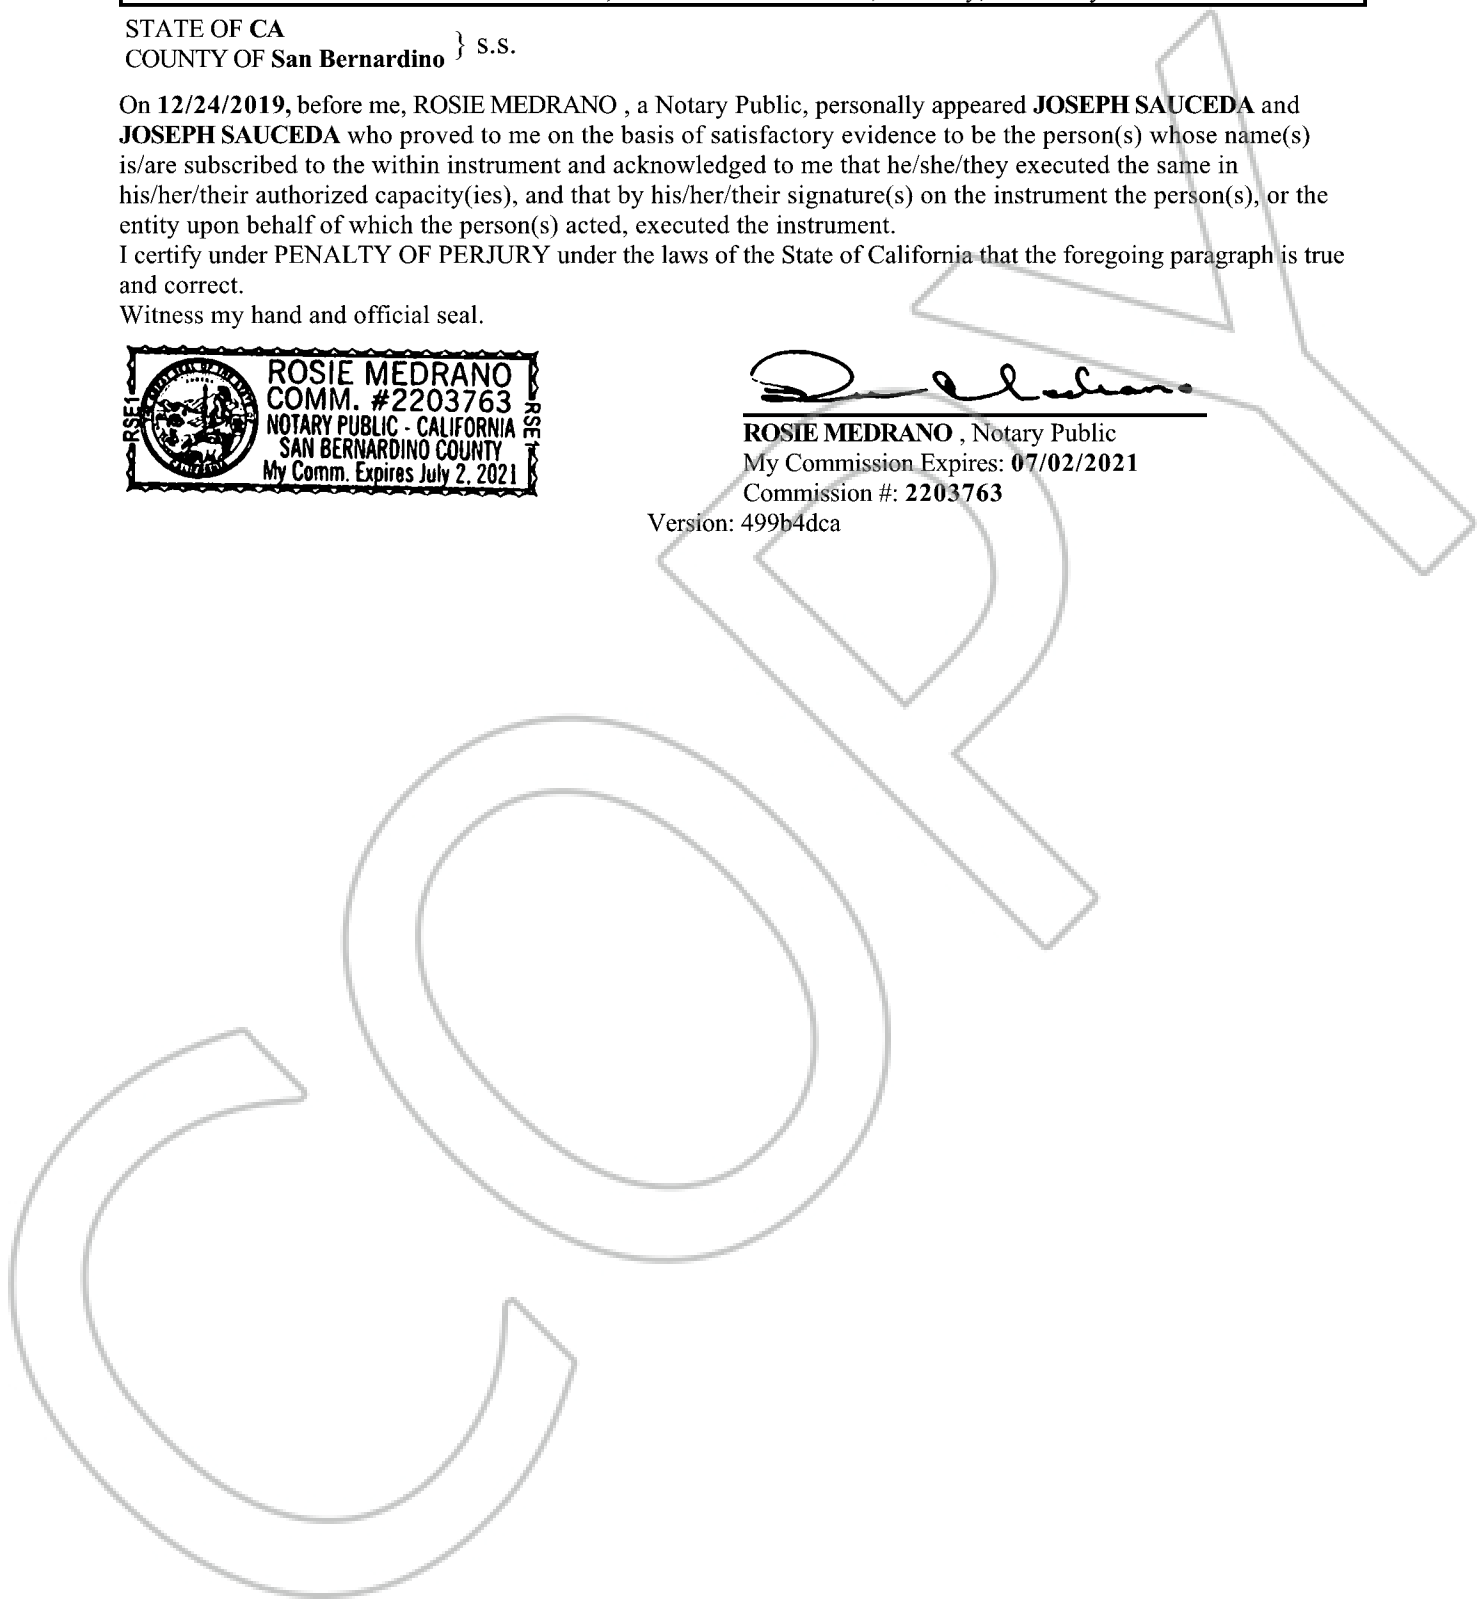 STATE OF CA
COUNTY OF San Bernardino } s.s.
On 12/24/2019, before me, ROSIE MEDRANO , a Notary Public, personally appeared JOSEPH SAUCEDA and
JOSEPH SAUCEDA who proved to me on the basis of satisfactory evidence to be the person(s) whose name(s)
is/are subscribed to the within instrument and acknowledged to me that he/she/they executed the same in
his/her/their authorized capacity(ies), and that by his/her/their signature(s) on the instrument the person(s), or the
entity upon behalf of which the person(s) acted, executed the instrument.
I certify under PENALTY OF PERJURY under the laws of the State of California that the foregoing paragraph is true
and correct.
Witness my hand and official seal.
RSE1
ROSIE MEDRANO
COMM. #2203763
NOTARY PUBLIC - CALIFORNIA
SAN BERNARDINO COUNTY
My Comm. Expires July 2, 2021
RSE1
ROSIE MEDRANO , Notary Public
My Commission Expires: 07/02/2021
Commission #: 2203763
Version: 499b4dca
COPY